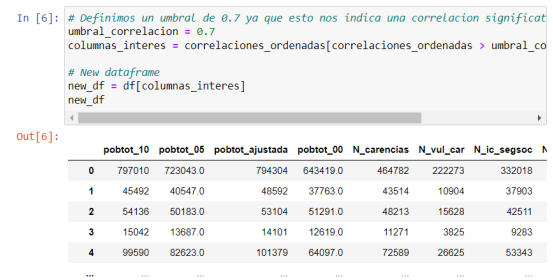 In [6]: # Definimos un umbral de 0.7 ya que esto nos indica una correlacion significat
umbral_correlacion = 0.7
columnas_interes = correlaciones_ordenadas[correlaciones_ordenadas > umbral_co
# New dataframe
new_df = df[columnas_interes]
new_df
Out[6]:
pobtot_10 pobtot_05 pobtot_ajustada pobtot_00 N_carencias N_vul_car N_ic_segsoc N
0 797010 723043.0 794304 643419.0 464782 222273 332018
1 45492 40547.0 48592 37763.0 43514 10904 37903
2 54136 50183.0 53104 51291.0 48213 15628 42511
3 15042 13687.0 14101 12619.0 11271 3825 9283
4 99590 82623.0 101379 64097.0 72589 26625 53343
... ... ... ... ... ... ... ...